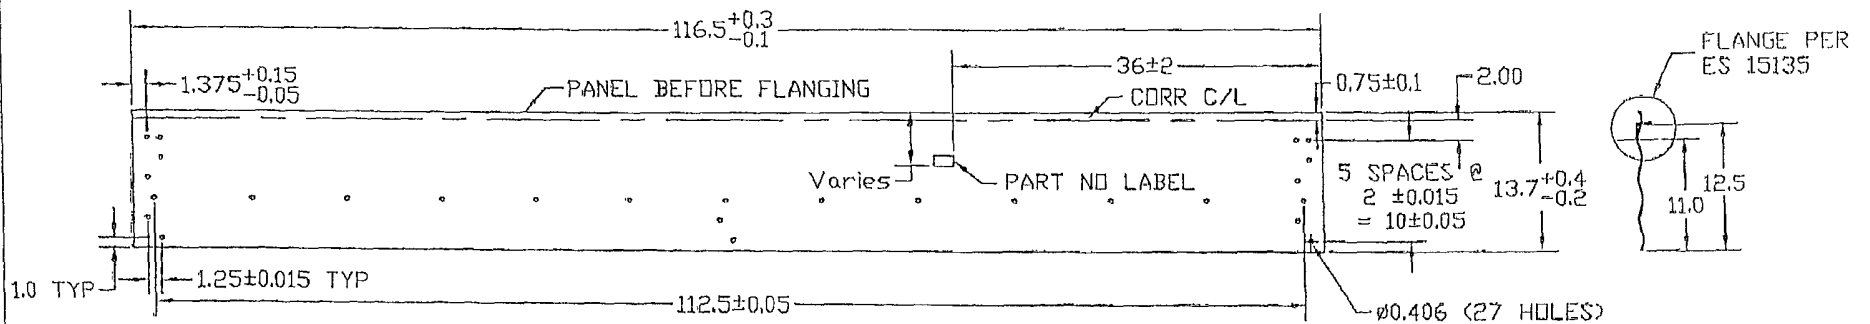 116.5+0.3
-0.1
FLANGE PER
ES 15135
36±2
1.375+0.15
-0.05
PANEL BEFORE FLANGING
CORR C/L
0.75±0.1
2.00
Varies
PART NO LABEL
5 SPACES @
2 ±0.015
= 10±0.05
13.7+0.4
-0.2
11.0
12.5
1.0 TYP
1.25±0.015 TYP
112.5±0.05
ø0.406 (27 HOLES)